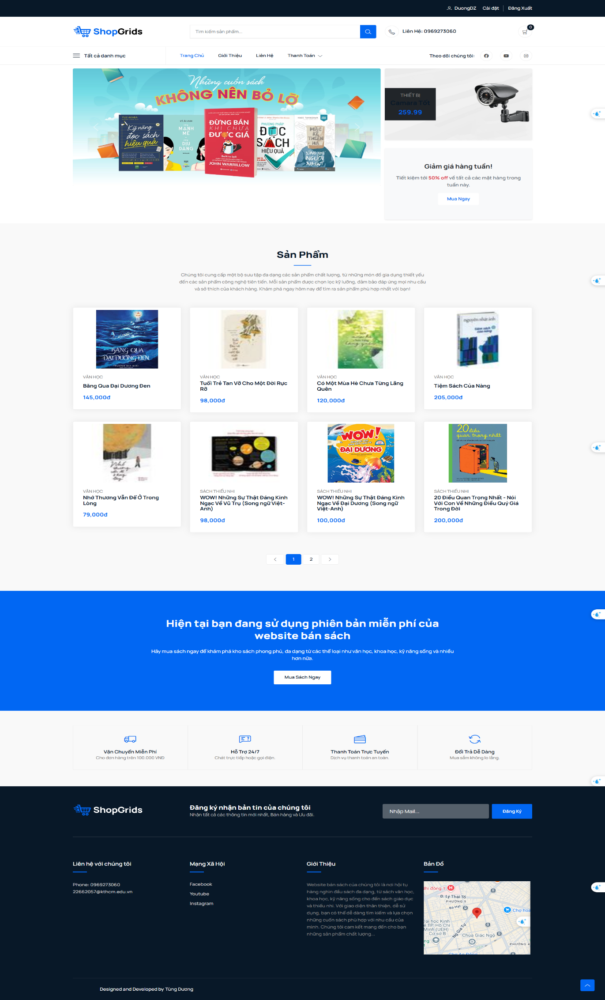 DuongDZ Cài đặt Đăng Xuất
ShopGrids
Tìm kiếm sản phẩm...
Liên Hệ: 0969273060
0
Tất cả danh mục
Trang Chủ Giới Thiệu Liên Hệ Thanh Toán
Theo dõi chúng tôi:
Những cuốn sách
KHÔNG NÊN BỎ LỠ
YUJI AKABA
Kỹ năng
đọc sách
hiệu quả
LÝ ÁI LINH
MẠNH
MẼ
DỊU
DÀNG
ĐỪNG BÁN
KHI CHƯA
ĐƯỢC GIÁ
Built to Sell
JOHN WARRILLOW
PHƯƠNG PHÁP
ĐỌC
SÁCH
HIỆU QUẢ
HAKI TAMAGAWA
MẶC
KỆ
THIÊN
HẠ
SỐNG NHƯ
NGƯỜI
NHẬT
THIẾT BỊ
Camara Tốt
259.99
Giảm giá hàng tuần!
Tiết kiệm tới 50% off về tất cả các mặt hàng trong
tuần này.
Mua Ngay
Sản Phẩm
Chúng tôi cung cấp một bộ sưu tập đa dạng các sản phẩm chất lượng, từ những món đồ gia dụng thiết yếu
đến các sản phẩm công nghệ tiên tiến. Mỗi sản phẩm được chọn lọc kỹ lưỡng, đảm bảo đáp ứng mọi nhu cầu
và sở thích của khách hàng. Khám phá ngay hôm nay để tìm ra sản phẩm phù hợp nhất với bạn!
BĂNG QUA
ĐẠI DƯƠNG ĐEN
TRƯƠNG GIA GIAI
VĂN HỌC
Băng Qua Đại Dương Đen
145,000đ
VĂN HỌC
Tuổi Trẻ Tan Vỡ Cho Một Đời Rực
Rỡ
98,000đ
VĂN HỌC
Có Một Mùa Hè Chưa Từng Lãng
Quên
120,000đ
nguyễn nhật ánh
VĂN HỌC
Tiệm Sách Của Nàng
205,000đ
VĂN HỌC
Nhớ Thương Vẫn Để Ở Trong
Lòng
79,000đ
SÁCH THIẾU NHI
WOW! Những Sự Thật Đáng Kinh
Ngạc Về Vũ Trụ (Song ngữ Việt-
Anh)
98,000đ
WOW!
ĐẠI DƯƠNG
SÁCH THIẾU NHI
WOW! Những Sự Thật Đáng Kinh
Ngạc Về Đại Dương (Song ngữ
Việt-Anh)
100,000đ
20 điều
quan trọng nhất
SÁCH THIẾU NHI
20 Điều Quan Trọng Nhất - Nói
Với Con Về Những Điều Quý Giá
Trong Đời
200,000đ
1 2
Hiện tại bạn đang sử dụng phiên bản miễn phí của
website bán sách
Hãy mua sách ngay để khám phá kho sách phong phú, đa dạng từ các thể loại như văn học, khoa học, kỹ năng sống và nhiều
hơn nữa.
Mua Sách Ngay
Vận Chuyển Miễn Phí
Cho đơn hàng trên 100.000 VNĐ
Hỗ Trợ 24/7
Chát trực tiếp hoặc gọi điện.
Thanh Toán Trực Tuyến
Dịch vụ thanh toán an toàn.
Đổi Trả Dễ Dàng
Mua sắm không lo lắng.
ShopGrids
Đăng ký nhận bản tin của chúng tôi
Nhận tất cả các thông tin mới nhất, Bán hàng và Ưu đãi.
Nhập Mail...
Đăng Ký
Liên hệ với chúng tôi
Phone: 0969273060
22662057@kthcm.edu.vn
Mạng Xã Hội
Facebook
Youtube
Instagram
Giới Thiệu
Website bán sách của chúng tôi là nơi hội tụ
hàng nghìn đầu sách đa dạng, từ sách văn học,
khoa học, kỹ năng sống cho đến sách giáo dục
và thiếu nhi. Với giao diện thân thiện, dễ sử
dụng, bạn có thể dễ dàng tìm kiếm và lựa chọn
những cuốn sách phù hợp với nhu cầu của
mình. Chúng tôi cam kết mang đến cho bạn
những sản phẩm chất lượng...
Bản Đồ
Nhi đồng 1
Đ. Lý Thái Tổ
PHƯỜNG 9
Bà Hạt
Chợ hoa
Đại học Kinh
tế TP. Hồ Chí
Minh (UEH)
- Cơ sở B
Ng Gia Tự
Chùa Giác Ngộ
PHƯỜNG 4
Chợ An Đông
Designed and Developed by Tùng Dương